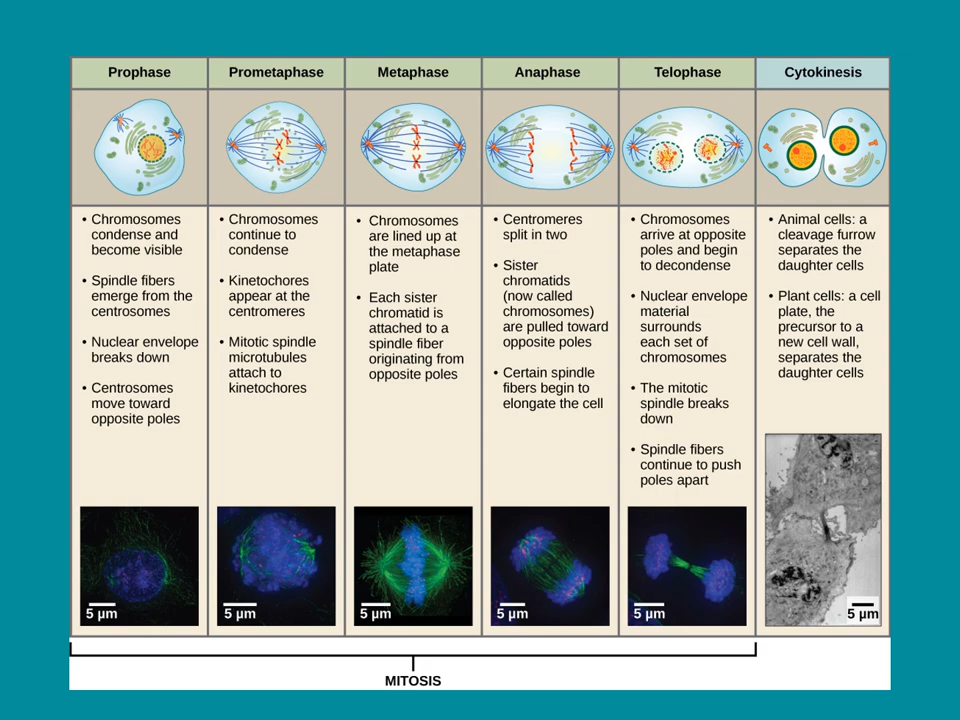 Prophase
Prometaphase
Metaphase
Anaphase
Telophase
Cytokinesis
• Chromosomes
condense and
become visible
• Spindle fibers
emerge from the
centrosomes
• Nuclear envelope
breaks down
• Centrosomes
move toward
opposite poles
5 µm
• Chromosomes
continue to
condense
• Kinetochores
appear at the
centromeres
• Mitotic spindle
microtubules
attach to
kinetochores
5 µm
• Chromosomes
are lined up at
the metaphase
plate
• Each sister
chromatid is
attached to a
spindle fiber
originating from
opposite poles
5 µm
• Centromeres
split in two
• Sister
chromatids
(now called
chromosomes)
are pulled toward
opposite poles
• Certain spindle
fibers begin to
elongate the cell
5 µm
• Chromosomes
arrive at opposite
poles and begin
to decondense
• Nuclear envelope
material
surrounds
each set of
chromosomes
• The mitotic
spindle breaks
down
• Spindle fibers
continue to push
poles apart
5 µm
• Animal cells: a
cleavage furrow
separates the
daughter cells
• Plant cells: a cell
plate, the
precursor to a
new cell wall,
separates the
daughter cells
5 µm
MITOSIS